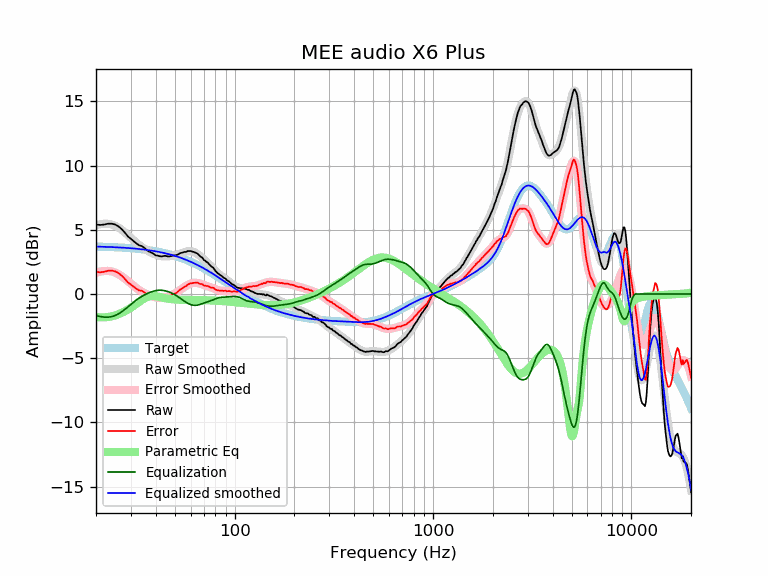 MEE audio X6 Plus
Amplitude (dBr)
15
10
5
0
−5
−10
−15
Target
Raw Smoothed
Error Smoothed
Raw
Error
Parametric Eq
Equalization
Equalized smoothed
100
1000
10000
Frequency (Hz)